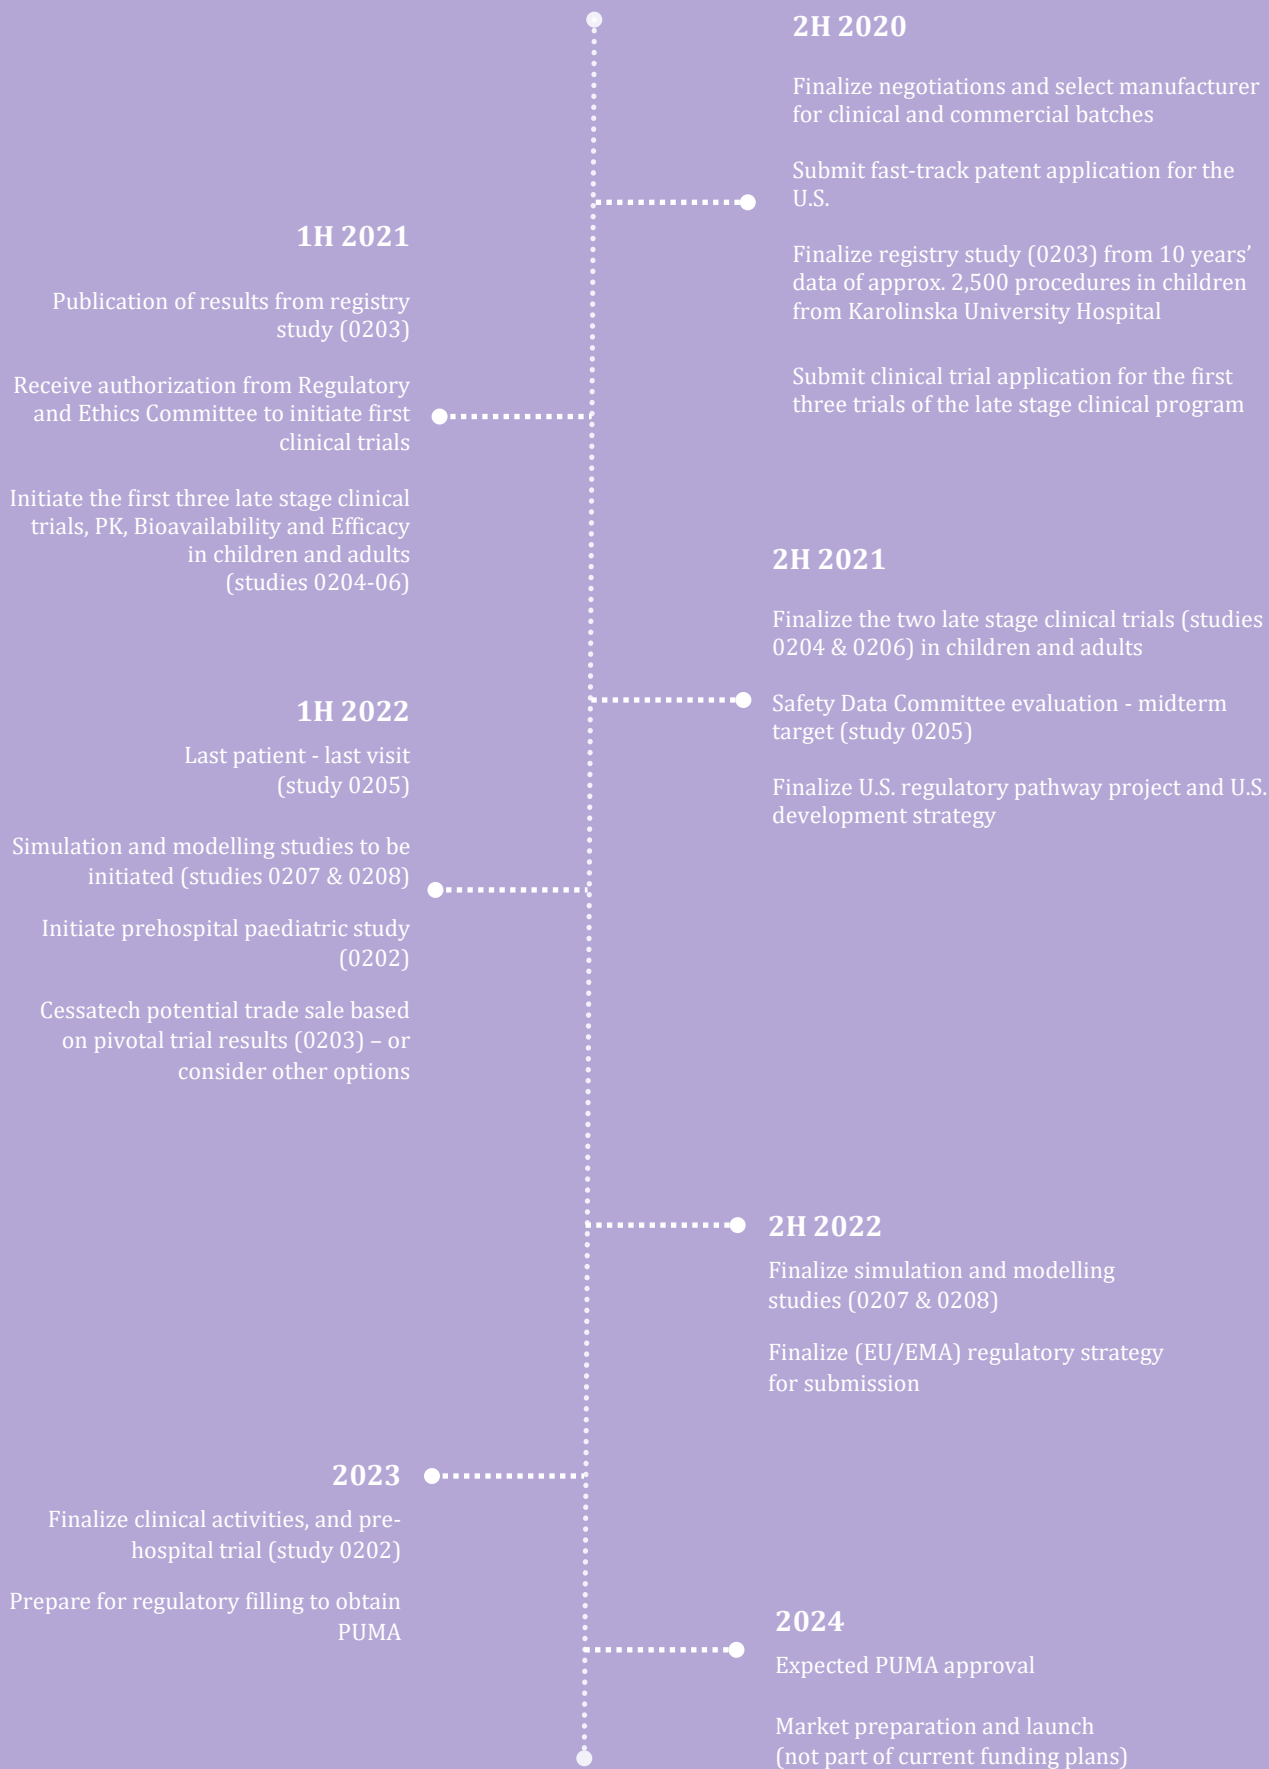 2H 2020
Finalize negotiations and select manufacturer
for clinical and commercial batches
Submit fast-track patent application for the
U.S.
Finalize registry study (0203) from 10 years’
data of approx. 2,500 procedures in children
from Karolinska University Hospital
Submit clinical trial application for the first
three trials of the late stage clinical program
1H 2021
Publication of results from registry
study (0203)
Receive authorization from Regulatory
and Ethics Committee to initiate first
clinical trials
Initiate the first three late stage clinical
trials, PK, Bioavailability and Efficacy
in children and adults
(studies 0204-06)
2H 2021
Finalize the two late stage clinical trials (studies
0204 & 0206) in children and adults
Safety Data Committee evaluation - midterm
target (study 0205)
Finalize U.S. regulatory pathway project and U.S.
development strategy
1H 2022
Last patient - last visit
(study 0205)
Simulation and modelling studies to be
initiated (studies 0207 & 0208)
Initiate prehospital paediatric study
(0202)
Cessatech potential trade sale based
on pivotal trial results (0203) – or
consider other options
2H 2022
Finalize simulation and modelling
studies (0207 & 0208)
Finalize (EU/EMA) regulatory strategy
for submission
2023
Finalize clinical activities, and pre-
hospital trial (study 0202)
Prepare for regulatory filling to obtain
PUMA
2024
Expected PUMA approval
Market preparation and launch
(not part of current funding plans)